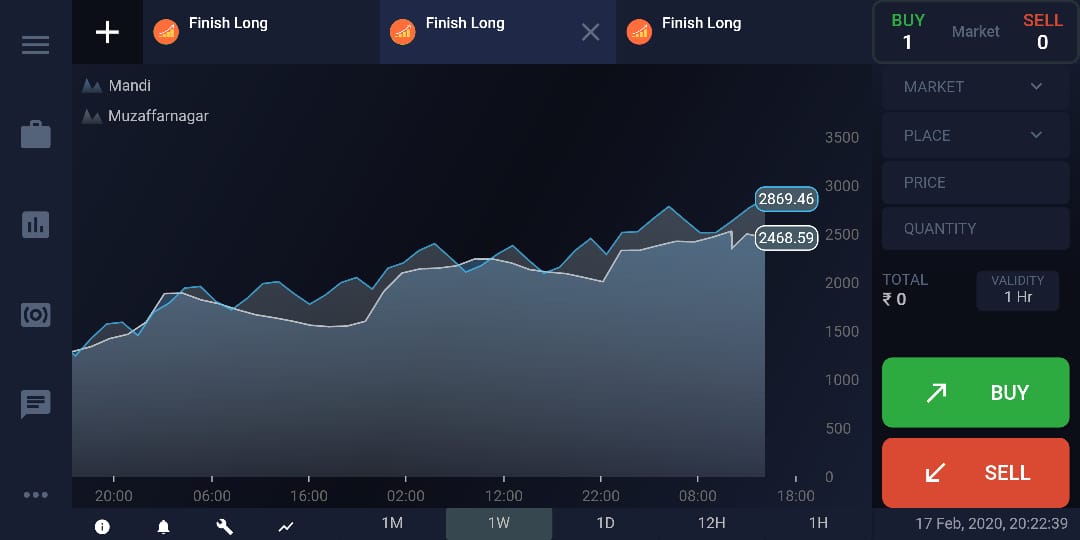 Finish Long
Finish Long
Finish Long
BUY
1
Market
SELL
0
Mandi
Muzaffarnagar
3500
3000
2500
2000
1500
1000
500
0
2869.46
2468.59
20:00
06:00
16:00
02:00
12:00
22:00
08:00
18:00
MARKET
PLACE
PRICE
QUANTITY
TOTAL
₹ 0
VALIDITY
1 Hr
BUY
SELL
1M
1W
1D
12H
1H
17 Feb, 2020, 20:22:39